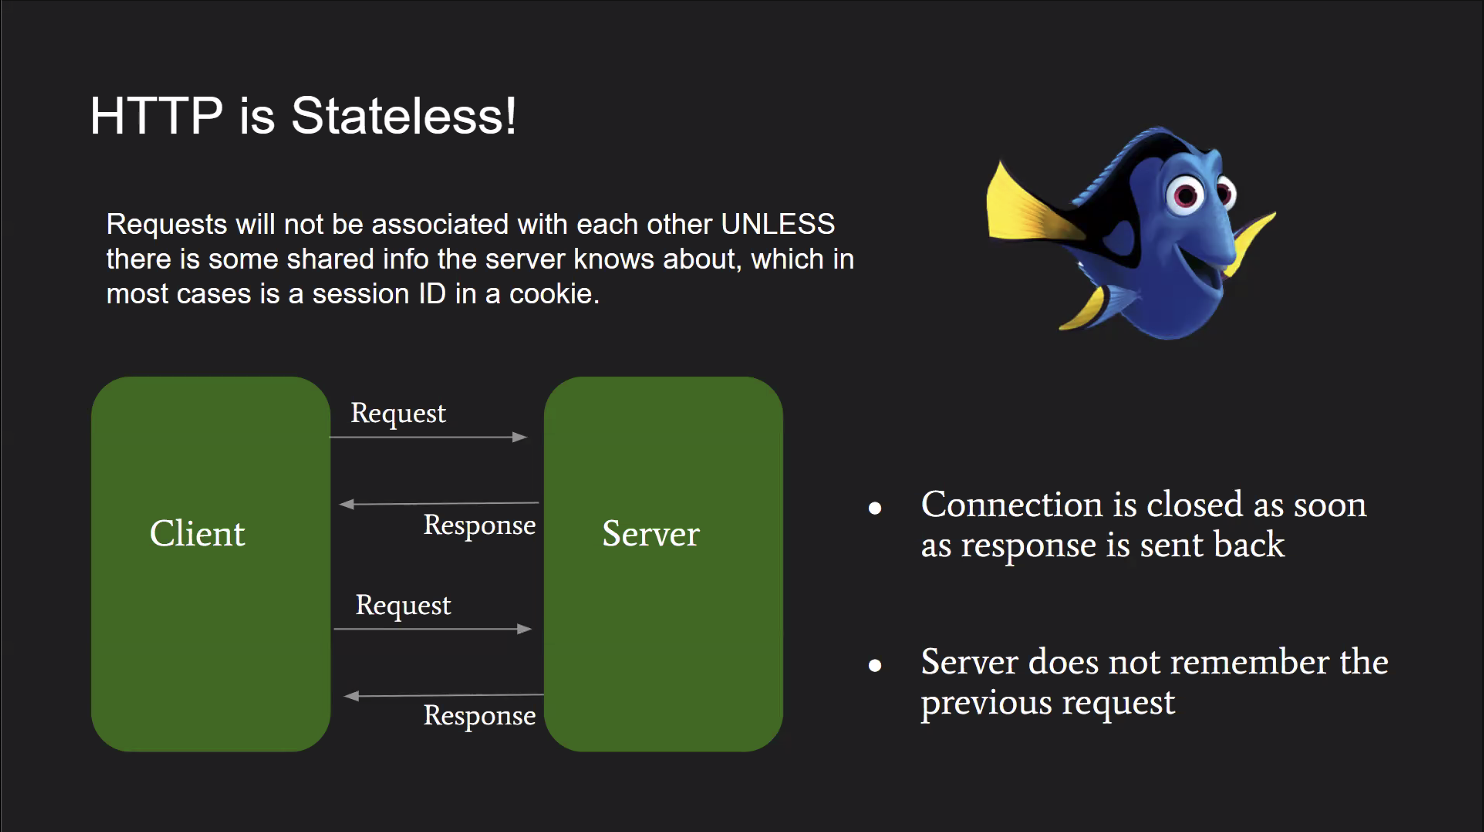 HTTP is Stateless!
Requests will not be associated with each other UNLESS
there is some shared info the server knows about, which in
most cases is a session ID in a cookie.
Client
Request
Response
Request
Response
Server
● Connection is closed as soon
as response is sent back
● Server does not remember the
previous request